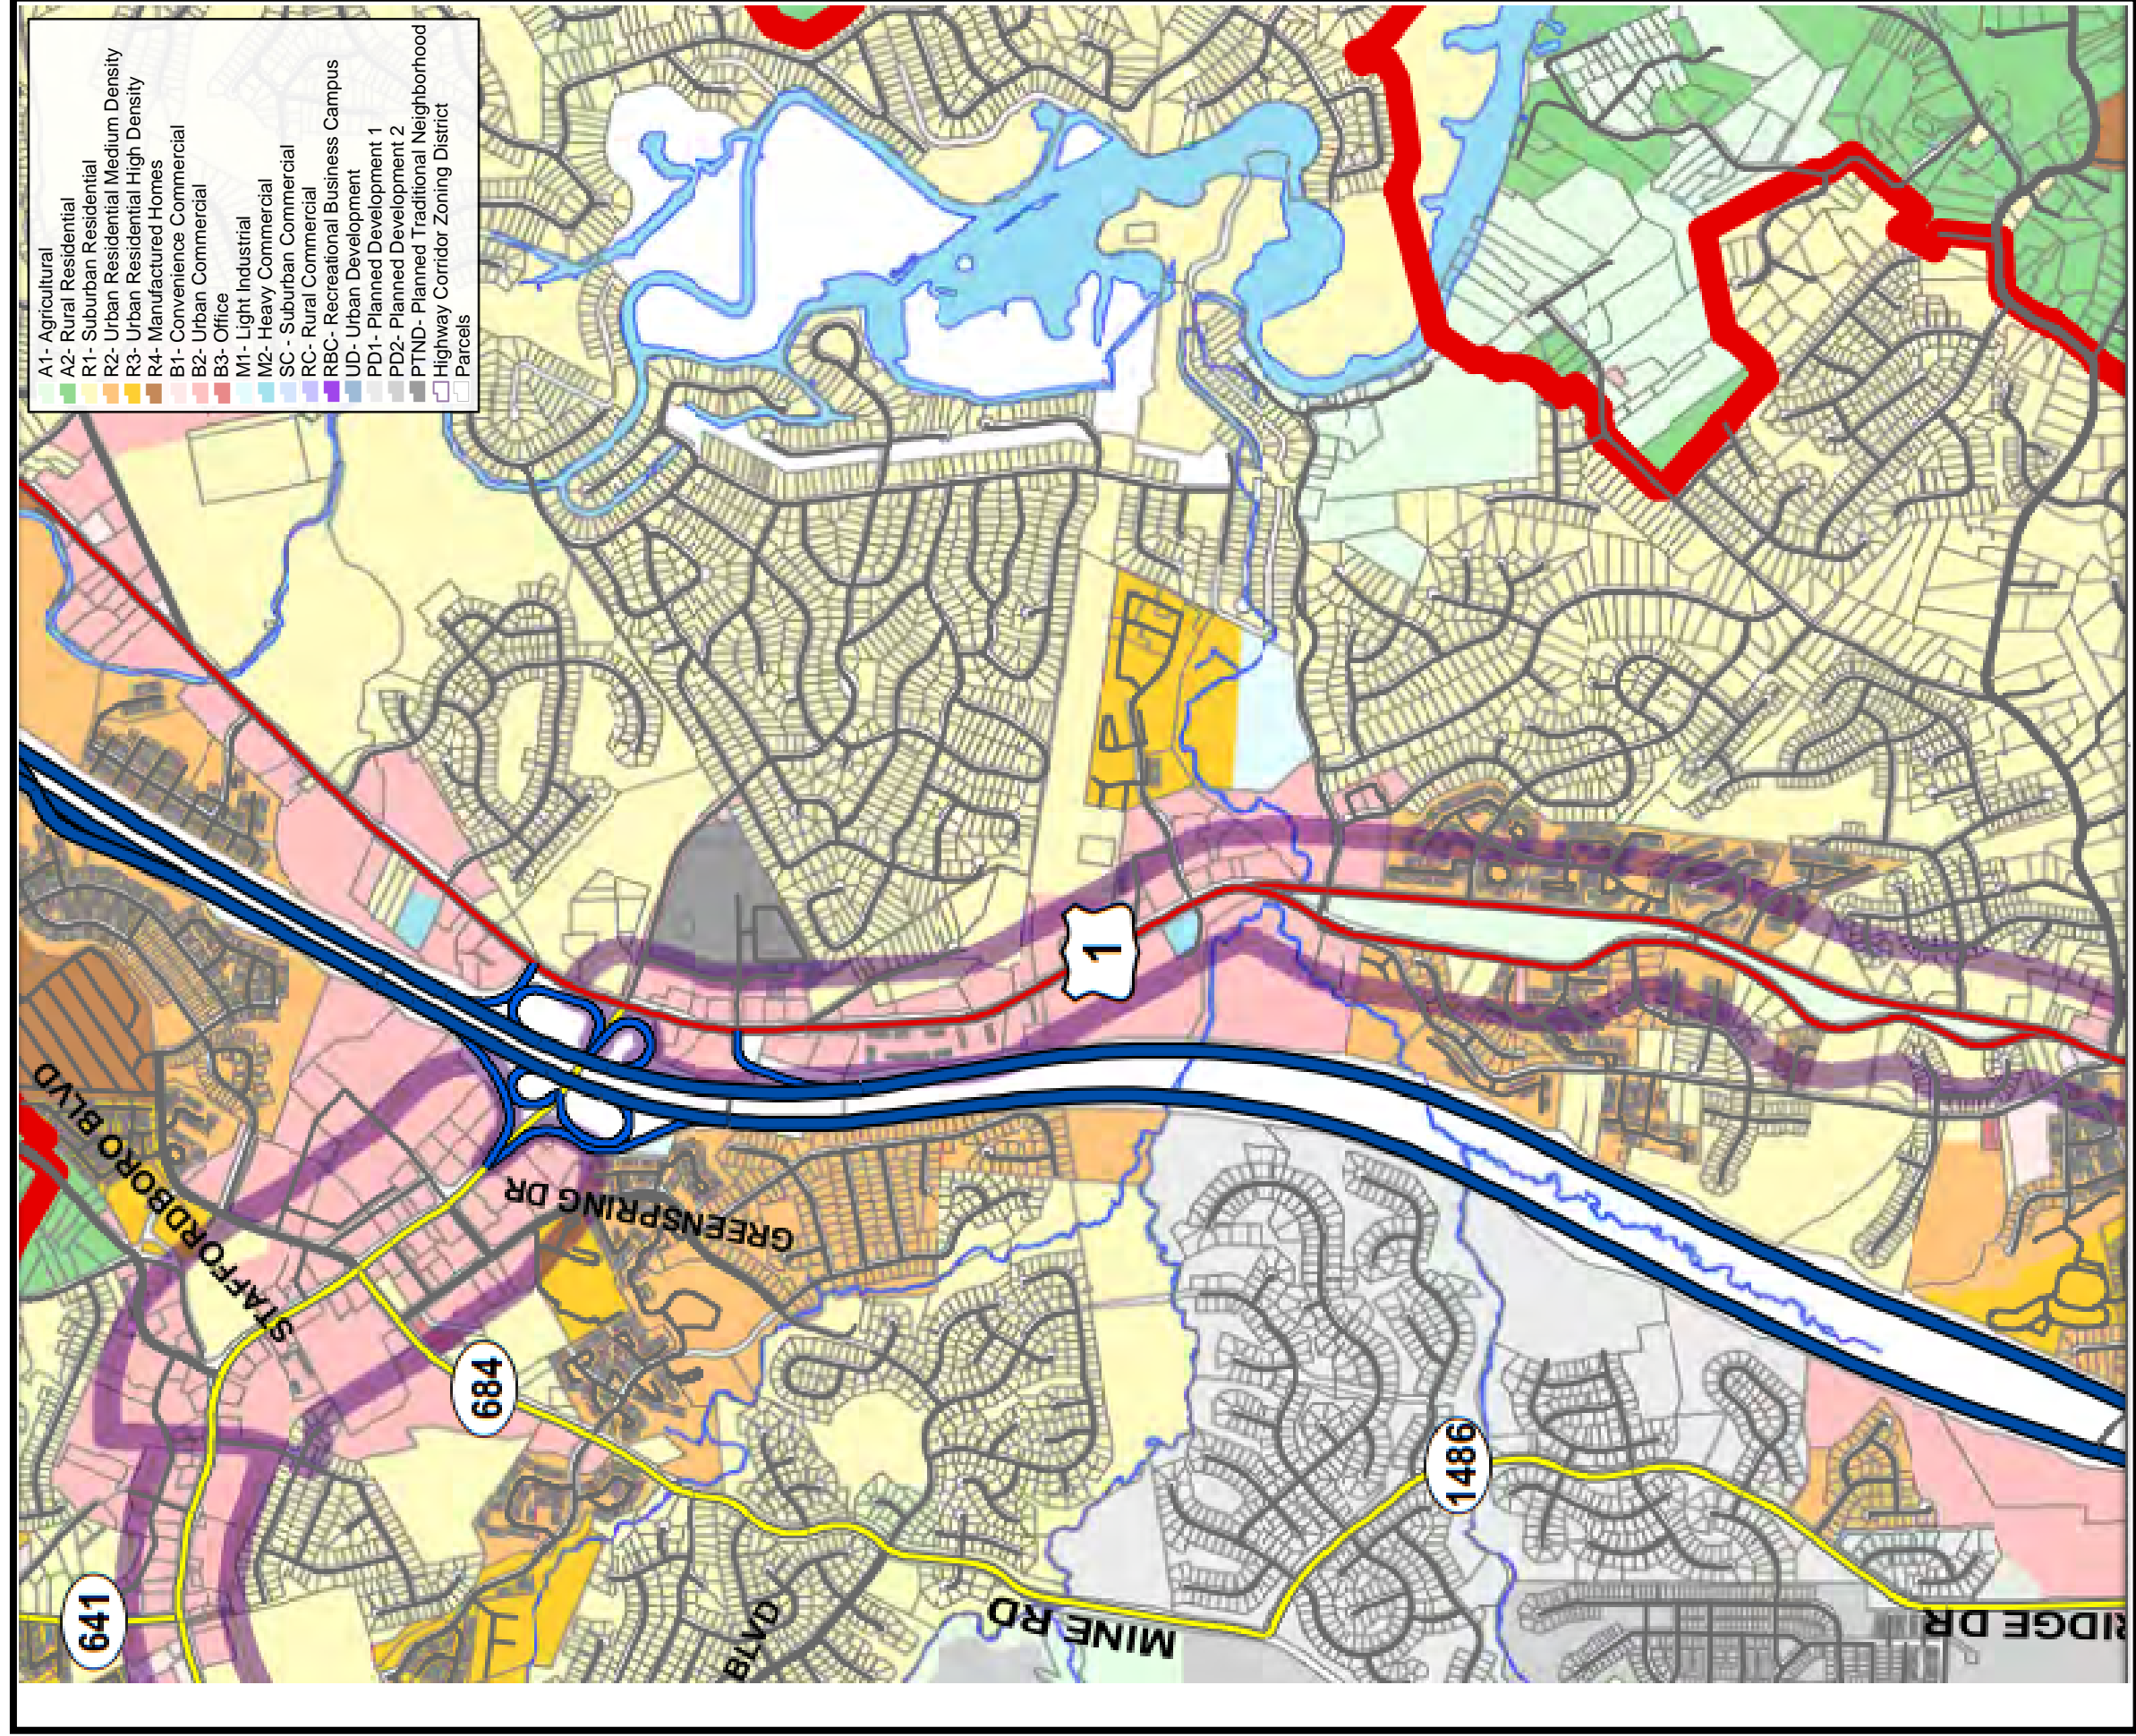 A1- Agricultural
A2- Rural Residential
R1- Suburban Residential
R2- Urban Residential Medium Density
R3- Urban Residential High Density
R4- Manufactured Homes
B1- Convenience Commercial
B2- Urban Commercial
B3- Office
M1- Light Industrial
M2- Heavy Commercial
SC - Suburban Commercial
RC- Rural Commercial
RBC- Recreational Business Campus
UD- Urban Development
PD1- Planned Development 1
PD2- Planned Development 2
PTND- Planned Traditional Neighborhood
Highway Corridor Zoning District
Parcels
STAFFORDBORO BLVD
GREENSPRING DR
1
684
641
1486
BLVD
MINE RD
IDGE DR